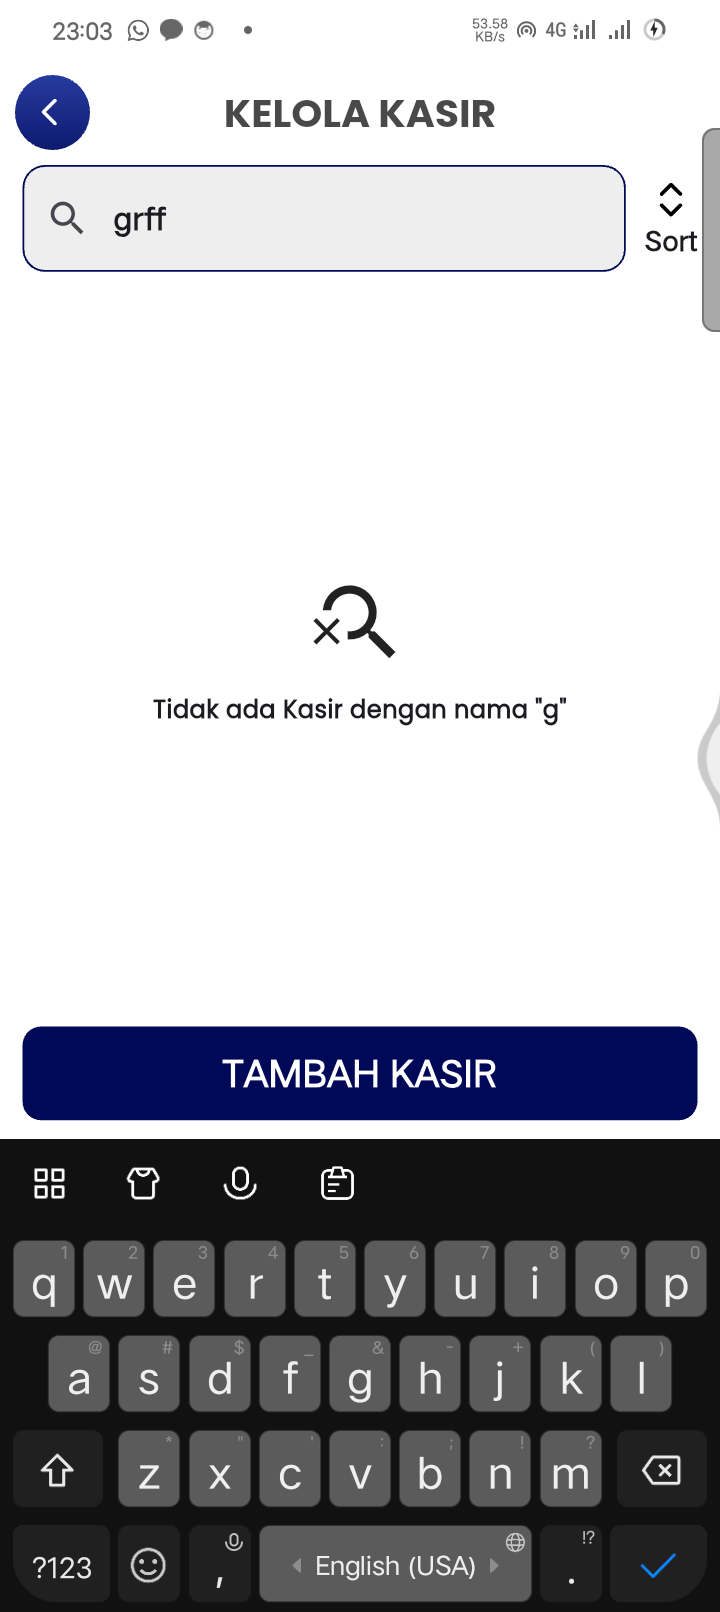 23:03
53.58
KB/s
4G
KELOLA KASIR
grff
Sort
Tidak ada Kasir dengan nama "g"
TAMBAH KASIR
1 2 3 4 5 6 7 8 9 0
q w e r t y u i o p
@ # $ _ & - + ( )
a s d f g h j k l
* " ' : ; ! ?
z x c v b n m
!?
?123 , English (USA) .